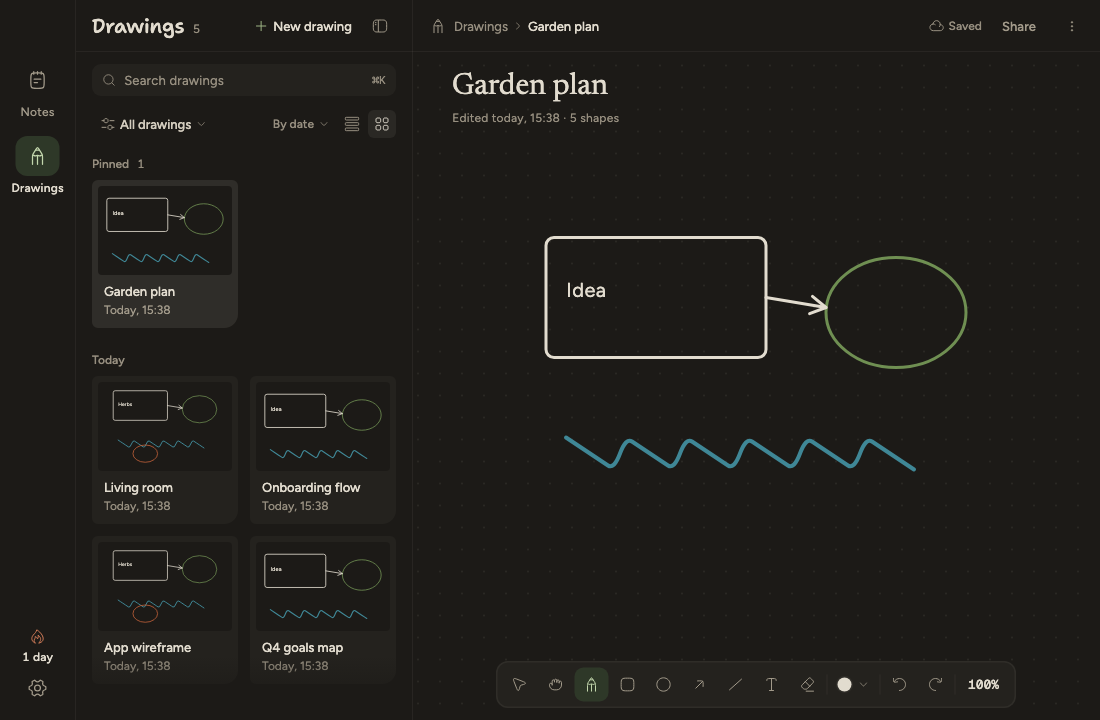 Drawings 5
New drawing
Drawings > Garden plan
Saved
Share
Notes
Drawings
Search drawings
⌘K
All drawings
By date
Pinned 1
Idea
Garden plan
Today, 15:38
Today
Herbs
Living room
Today, 15:38
Idea
Onboarding flow
Today, 15:38
Herbs
App wireframe
Today, 15:38
Idea
Q4 goals map
Today, 15:38
1 day
Garden plan
Edited today, 15:38 · 5 shapes
Idea
T
100%